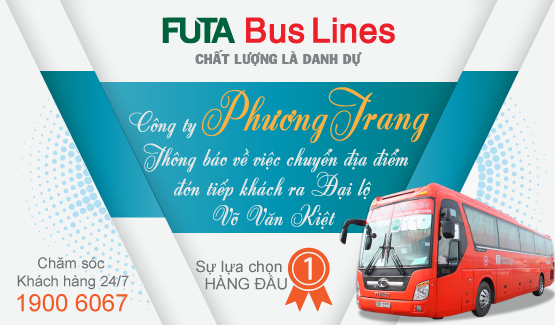 FUTA Bus Lines
CHẤT LƯỢNG LÀ DANH DỰ
Công ty Phương Trang
Thông báo về việc chuyển địa điểm
đón tiếp khách ra Đại lộ
Võ Văn Kiệt
Chăm sóc
Khách hàng 24/7
1900 6067
Sự lựa chọn
HÀNG ĐẦU
1